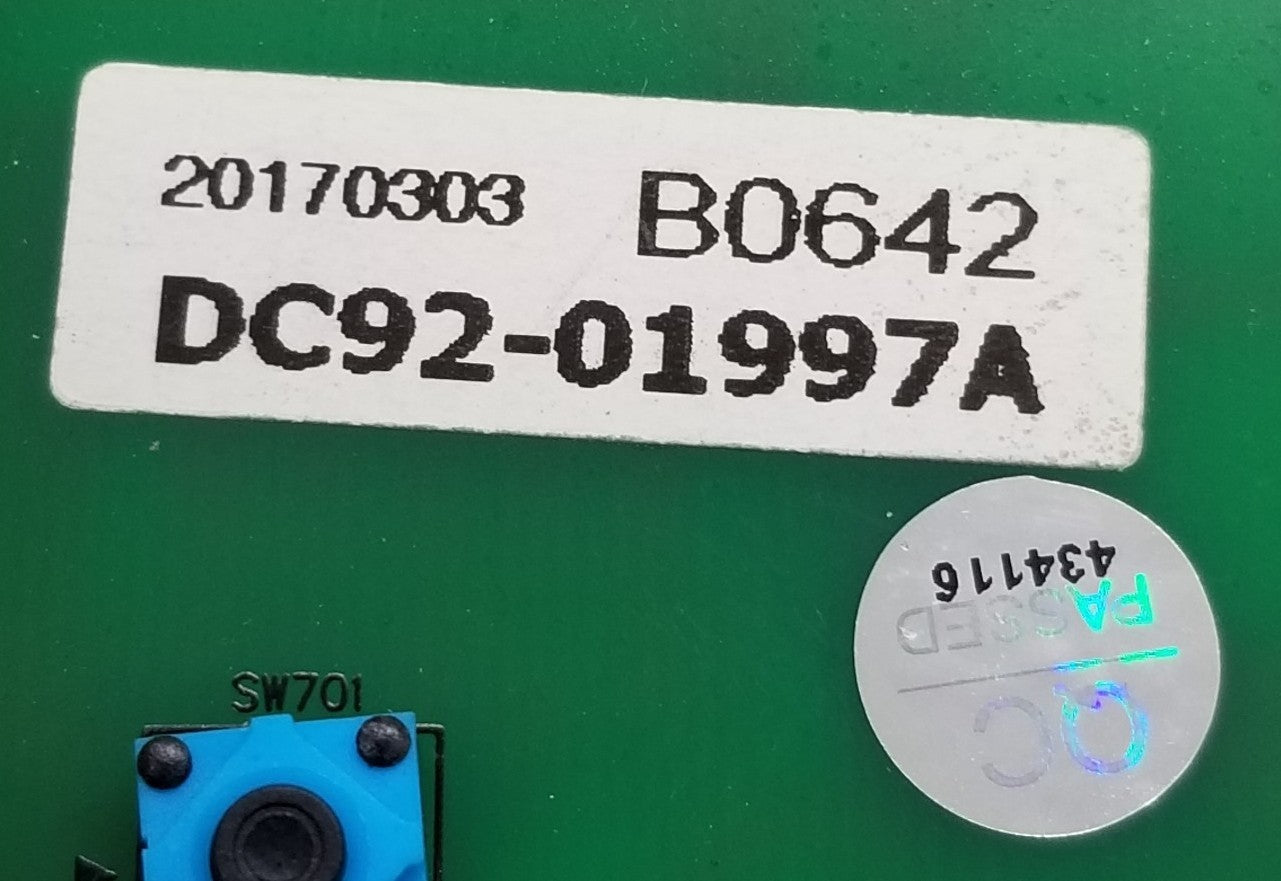 20170303 B0642
DC92-01997A
434116
PASSED
QC
SW701